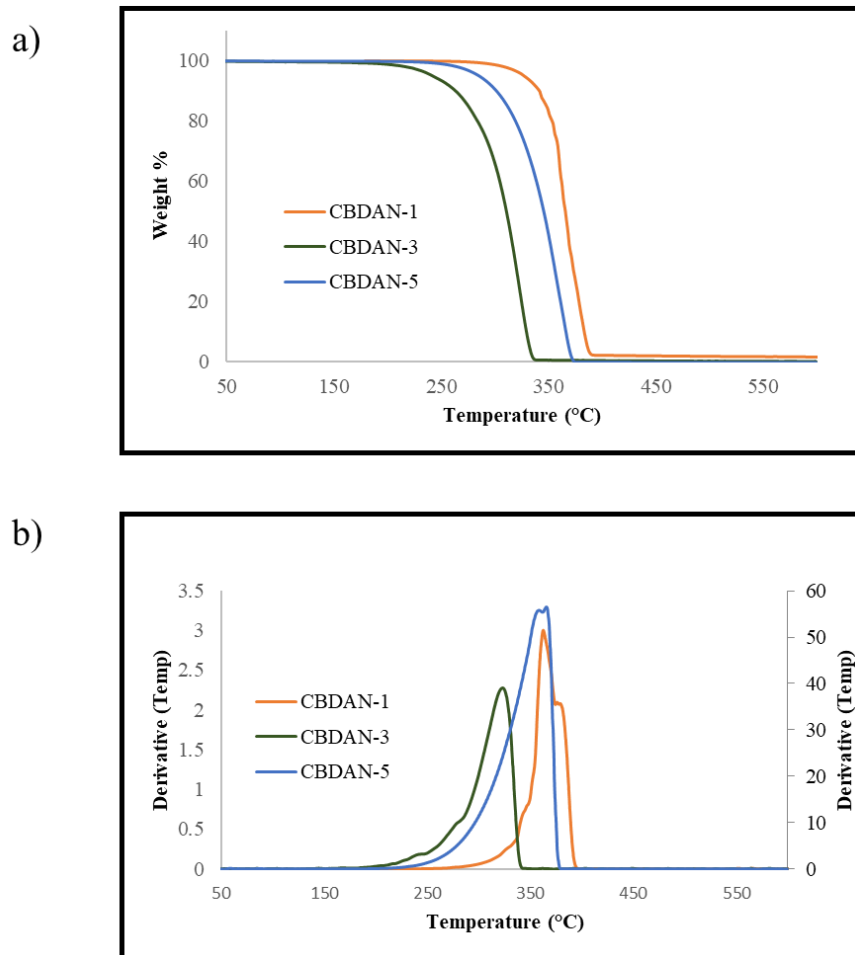 a)
100
80
60
40
20
0
Weight %
CBDAN-1
CBDAN-3
CBDAN-5
50 150 250 350 450 550
Temperature (°C)
b)
3.5
3
2.5
2
1.5
1
0.5
0
Derivative (Temp)
CBDAN-1
CBDAN-3
CBDAN-5
60
50
40
30
20
10
0
Derivative (Temp)
50 150 250 350 450 550
Temperature (°C)